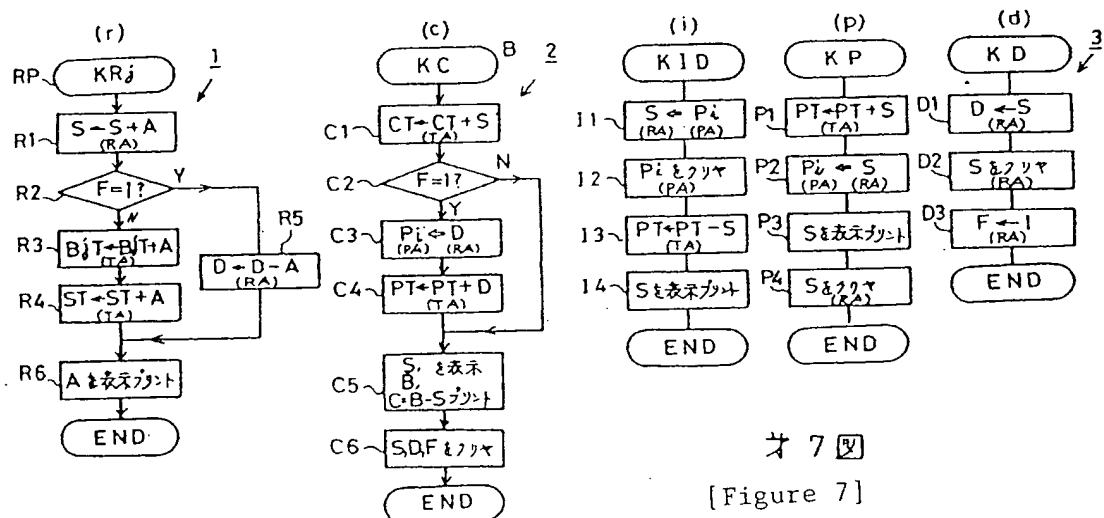 (r)
RP
KRj
1
R1
S←S+A
(RA)
R2
F=1?
Y
N
R3
BjT←BjT+A
(TA)
R5
D←D-A
(RA)
R4
ST←ST+A
(TA)
R6
Aを表示プリント
END
(c)
KC
B
2
C1
CT←CT+S
(TA)
C2
F=1?
N
Y
C3
Pi⇐D
(PA) (RA)
C4
PT←PT+D
(TA)
C5
S, を表示
B,
C=B-Sプリント
C6
S,D,Fをクリヤ
END
(i)
KID
I1
S⇐Pi
(RA) (PA)
I2
Piをクリヤ
(PA)
I3
PT←PT-S
(TA)
I4
Sを表示プリント
END
(p)
KP
P1
PT←PT+S
(TA)
P2
Pi←S
(PA) (RA)
P3
Sを表示プリント
P4
Sをクリヤ
(RA)
END
(d)
KD
3
D1
D←S
(RA)
D2
Sをクリヤ
(RA)
D3
F←1
(RA)
END
才7図
[Figure 7]